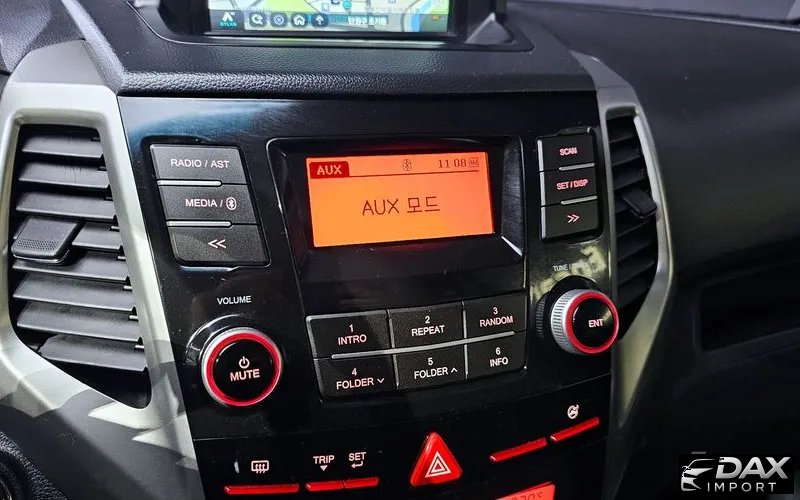 RADIO / AST
MEDIA /
<<
AUX
11:08
AUX 모드
SCAN
SET / DISP
>>
VOLUME
MUTE
1
INTRO
2
REPEAT
3
RANDOM
4
FOLDER
5
FOLDER
6
INFO
ENT
TRIP
SET
DAX
IMPORT